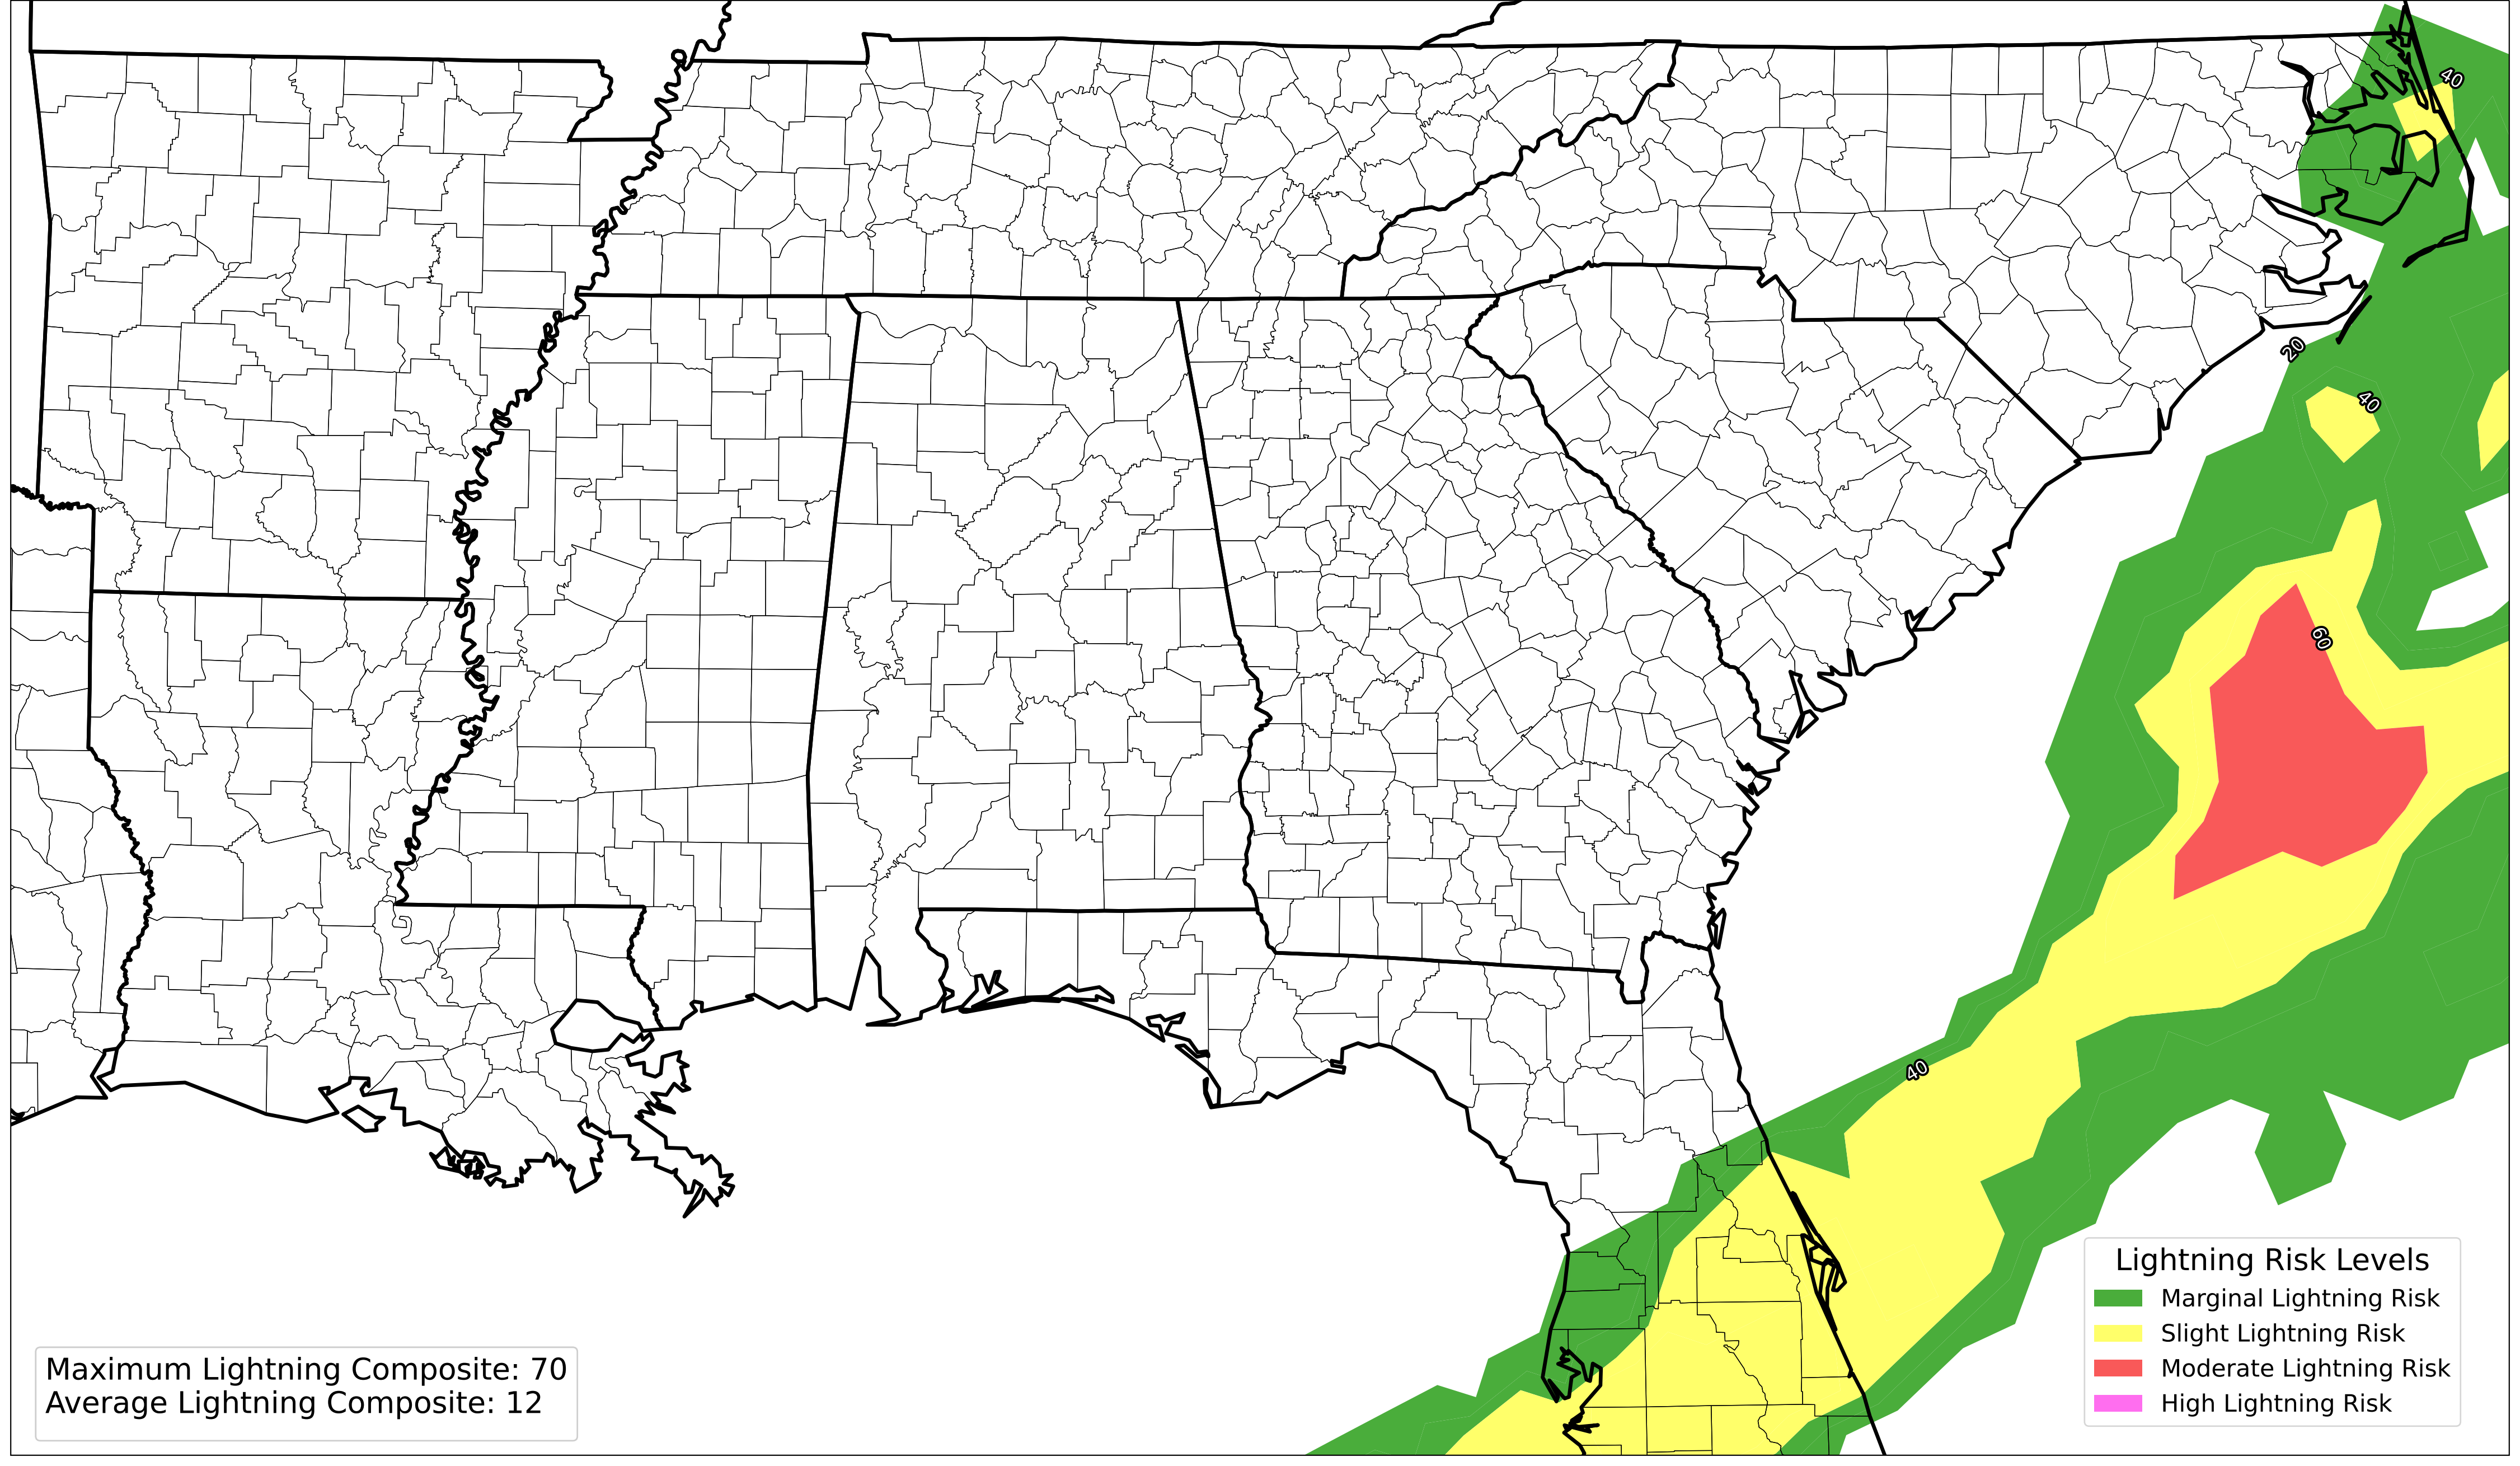 40
20
40
60
40
Lightning Risk Levels
Marginal Lightning Risk
Slight Lightning Risk
Moderate Lightning Risk
High Lightning Risk
Maximum Lightning Composite: 70
Average Lightning Composite: 12